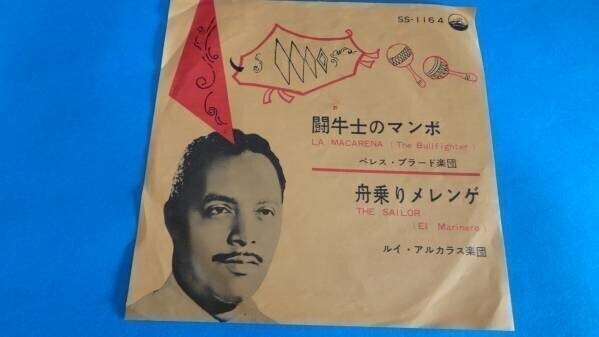 SS-1164
闘牛士のマンボ
LA MACARENA (The Bullfighter)
ペレス・プラード楽団
舟乗りメレンゲ
THE SAILOR
(El Marinero)
ルイ・アルカラス楽団